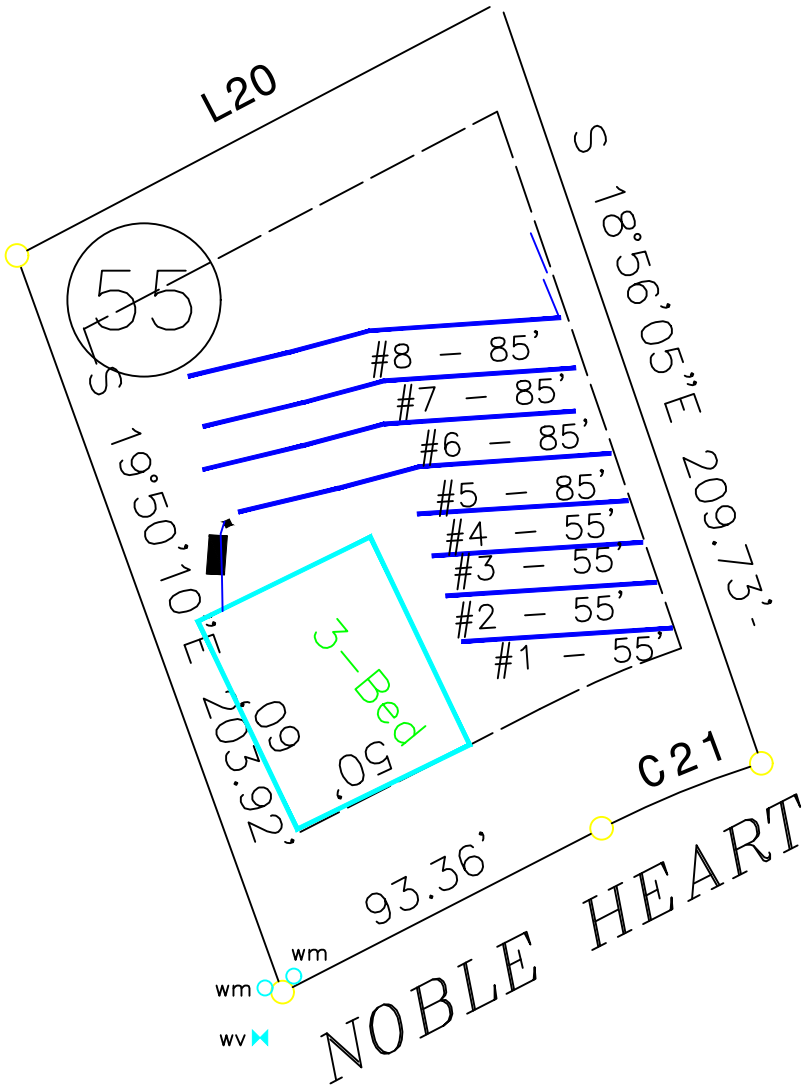 L20
55
S 18°56'05"E 209.73'
#8 - 85'
#7 - 85'
#6 - 85'
#5 - 85'
#4 - 55'
#3 - 55'
#2 - 55'
#1 - 55'
S 19°50'10"E 203.92'
3-Bed
60'
50'
C21
93.36'
NOBLE HEART
wm
wm
wv